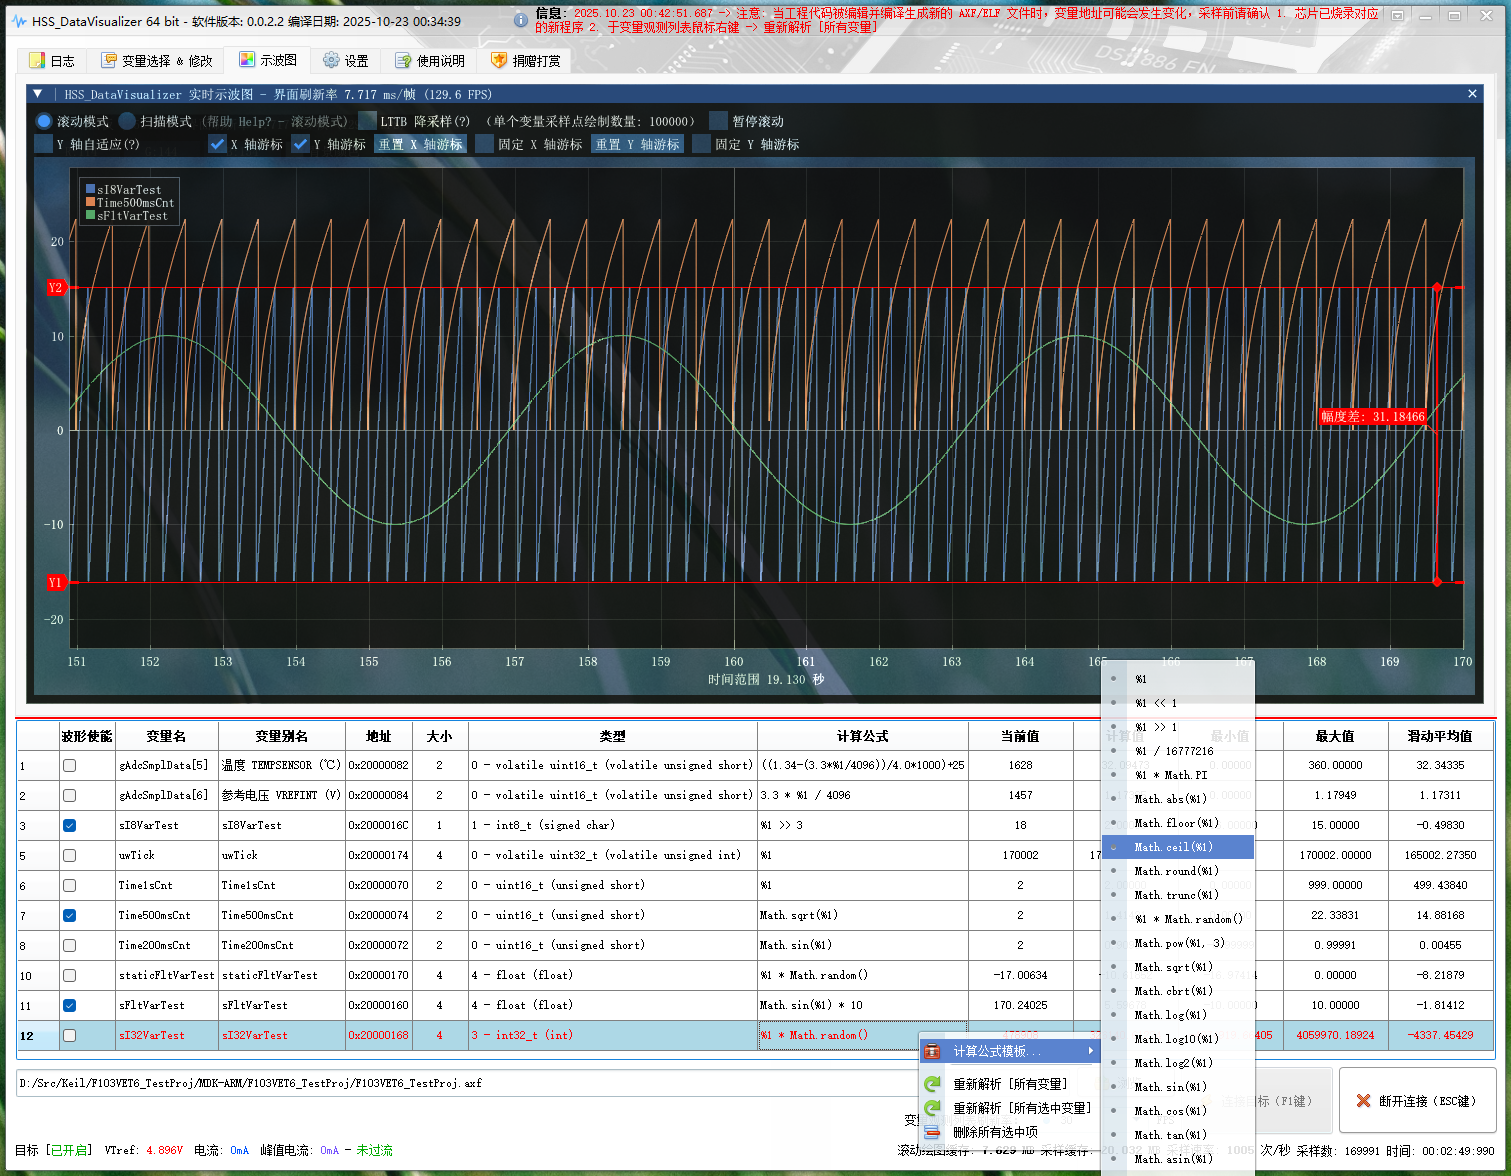 HSS_DataVisualizer 64 bit - 软件版本: 0.0.2.2 编译日期: 2025-10-23 00:34:39
信息: 2025.10.23 00:42:51.687 -> 注意: 当工程代码被编辑并编译生成新的 AXF/ELF 文件时, 变量地址可能会发生变化, 采样前请确认 1. 芯片已烧录对应
的新程序 2. 于变量观测列表鼠标右键 -> 重新解析 [所有变量]
日志 变量选择 & 修改 示波图 设置 使用说明 捐赠打赏
HSS_DataVisualizer 实时示波图 - 界面刷新率 7.717 ms/帧 (129.6 FPS)
滚动模式 扫描模式 (帮助 Help? - 滚动模式) LTTB 降采样(?) (单个变量采样点绘制数量: 100000) 暂停滚动
Y 轴自适应(?) X 轴游标 Y 轴游标 重置 X 轴游标 固定 X 轴游标 重置 Y 轴游标 固定 Y 轴游标
sI8VarTest
Time500msCnt
sFltVarTest
20
Y2
10
幅度差: 31.18466
0
-10
Y1
-20
151 152 153 154 155 156 157 158 159 160 161 162 163 164 165 166 167 168 169 170
时间范围 19.130 秒
波形使能 变量名 变量别名 地址 大小 类型 计算公式 当前值 计算值 最小值 最大值 滑动平均值
1 gAdcSmplData[5] 温度 TEMPSENSOR (℃) 0x20000082 2 0 - volatile uint16_t (volatile unsigned short) ((1.34-(3.3*%1/4096))/4.0*1000)+25 1628 360.00000 32.34335
2 gAdcSmplData[6] 参考电压 VREFINT (V) 0x20000084 2 0 - volatile uint16_t (volatile unsigned short) 3.3 * %1 / 4096 1457 1.17949 1.17311
3 sI8VarTest sI8VarTest 0x2000016C 1 1 - int8_t (signed char) %1 >> 3 18 15.00000 -0.49830
5 uwTick uwTick 0x20000174 4 0 - volatile uint32_t (volatile unsigned int) %1 170002 170002.00000 165002.27350
6 Time1sCnt Time1sCnt 0x20000070 2 0 - uint16_t (unsigned short) %1 2 999.00000 499.43840
7 Time500msCnt Time500msCnt 0x20000074 2 0 - uint16_t (unsigned short) Math.sqrt(%1) 2 22.33831 14.88168
8 Time200msCnt Time200msCnt 0x20000072 2 0 - uint16_t (unsigned short) Math.sin(%1) 2 0.99991 0.00455
10 staticFltVarTest staticFltVarTest 0x20000170 4 4 - float (float) %1 * Math.random() -17.00634 0.00000 -8.21879
11 sFltVarTest sFltVarTest 0x20000160 4 4 - float (float) Math.sin(%1) * 10 170.24025 10.00000 -1.81412
12 sI32VarTest sI32VarTest 0x20000168 4 3 - int32_t (int) %1 * Math.random() 4059970.18924 -4337.45429
%1
%1 << 1
%1 >> 1
%1 / 16777216
%1 * Math.PI
Math.abs(%1)
Math.floor(%1)
Math.ceil(%1)
Math.round(%1)
Math.trunc(%1)
%1 * Math.random()
Math.pow(%1, 3)
Math.sqrt(%1)
Math.cbrt(%1)
Math.log(%1)
Math.log10(%1)
Math.log2(%1)
Math.sin(%1)
Math.cos(%1)
Math.tan(%1)
Math.asin(%1)
计算公式模板...
重新解析 [所有变量]
重新解析 [所有选中变量]
删除所有选中项
D:/Src/Keil/F103VET6_TestProj/MDK-ARM/F103VET6_TestProj/F103VET6_TestProj.axf
连接目标 (F1键) 断开连接 (ESC键)
目标 [已开启] VTref: 4.896V 电流: 0mA 峰值电流: 0mA - 未过流
滚动绘图缓存: 7.629 MB 采样缓存: 1005 次/秒 采样数: 169991 时间: 00:02:49:990